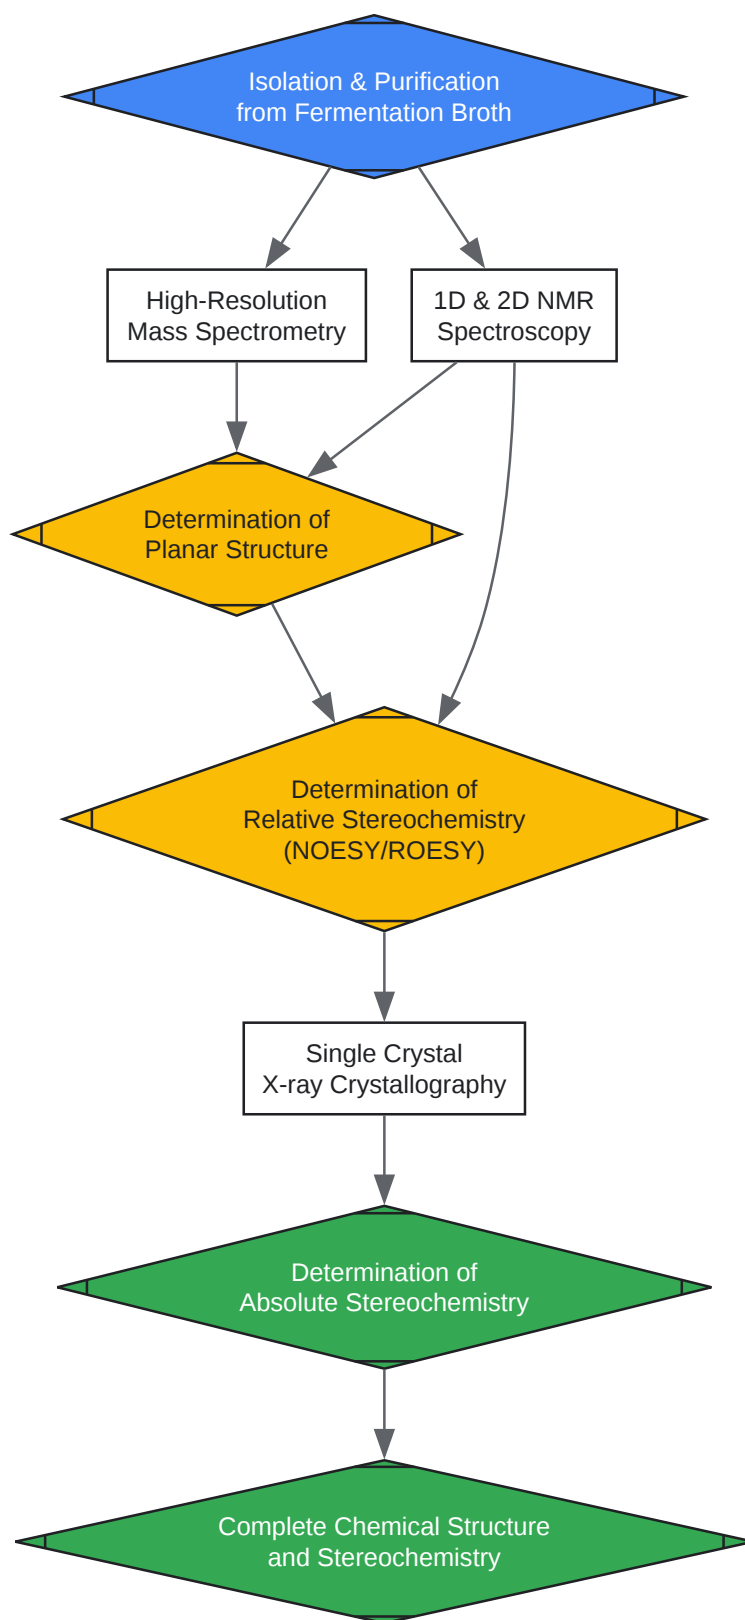 Isolation & Purification
from Fermentation Broth
High-Resolution
Mass Spectrometry
1D & 2D NMR
Spectroscopy
Determination of
Planar Structure
Determination of
Relative Stereochemistry
(NOESY/ROESY)
Single Crystal
X-ray Crystallography
Determination of
Absolute Stereochemistry
Complete Chemical Structure
and Stereochemistry